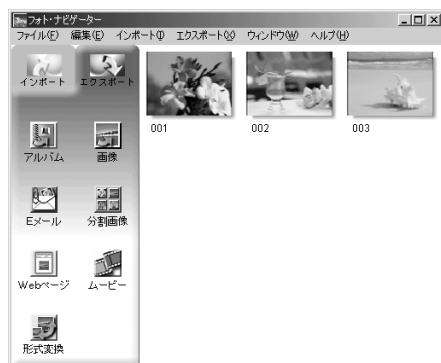 フォト・ナビゲーター
ファイル(F) 編集(E) インポート(I) エクスポート(X) ウィンドウ(W) ヘルプ(H)
インポート エクスポート
001 002 003
アルバム 画像
Eメール 分割画像
Webページ ムービー
形式変換